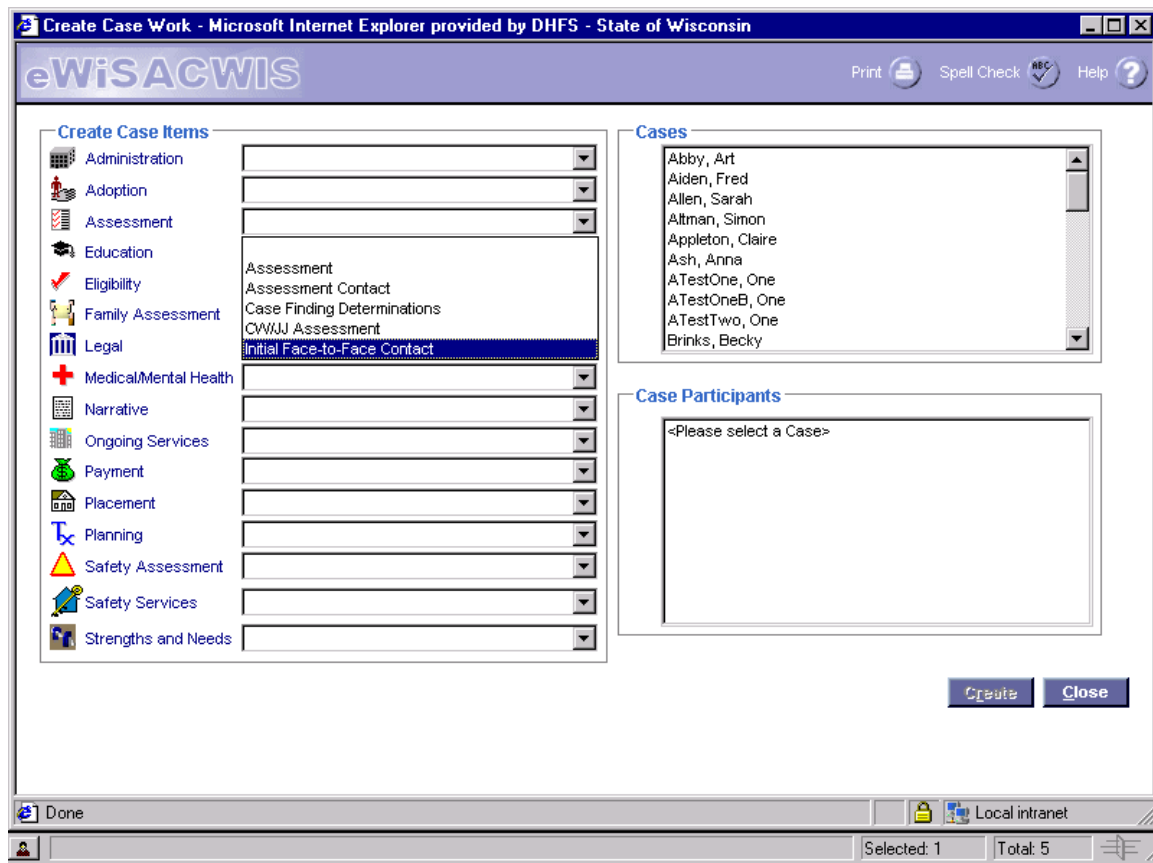 Create Case Work - Microsoft Internet Explorer provided by DHFS - State of Wisconsin
eWiSACWIS
Print Spell Check ABC Help ?
Create Case Items
Administration
Adoption
Assessment
Education
Eligibility
Family Assessment
Legal
Medical/Mental Health
Narrative
Ongoing Services
Payment
Placement
Tx Planning
Safety Assessment
Safety Services
Strengths and Needs
Assessment
Assessment Contact
Case Finding Determinations
CW/JJ Assessment
Initial Face-to-Face Contact
Cases
Abby, Art
Aiden, Fred
Allen, Sarah
Altman, Simon
Appleton, Claire
Ash, Anna
ATestOne, One
ATestOneB, One
ATestTwo, One
Brinks, Becky
Case Participants
<Please select a Case>
Create Close
Done
Local intranet
Selected: 1 Total: 5